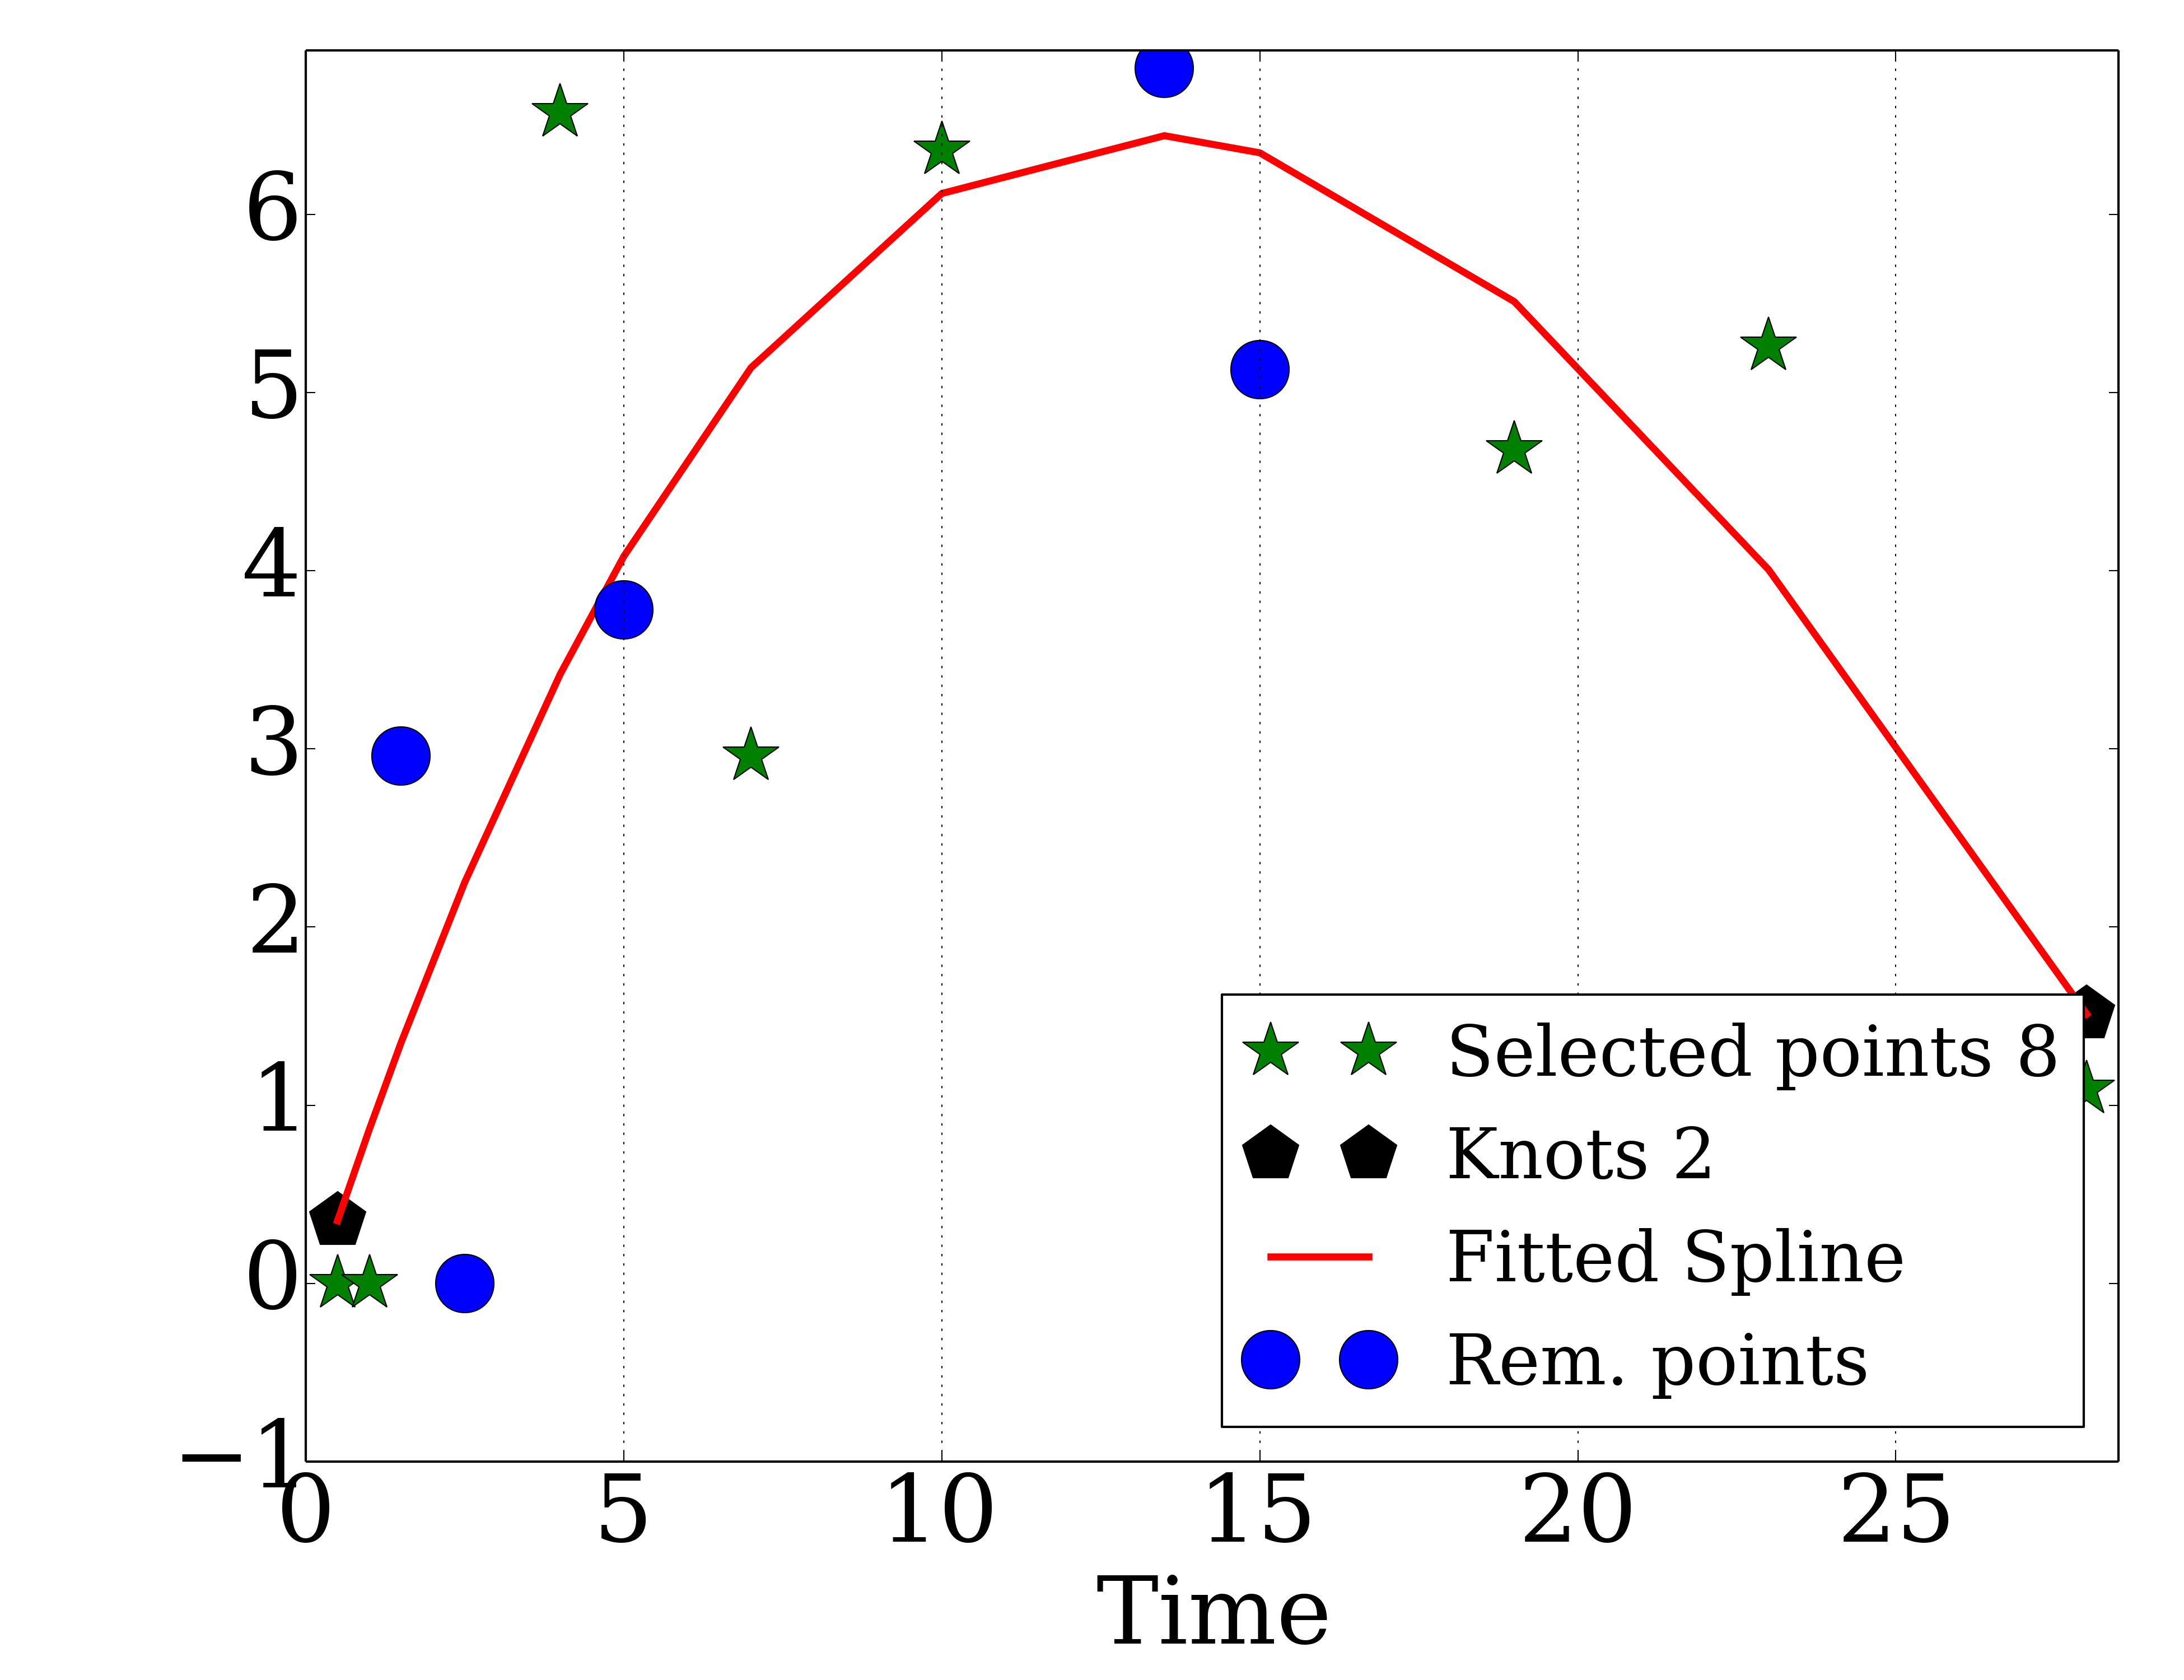 6
5
4
3
2
1
0
−1
0 5 10 15 20 25
Time
Selected points 8
Knots 2
Fitted Spline
Rem. points